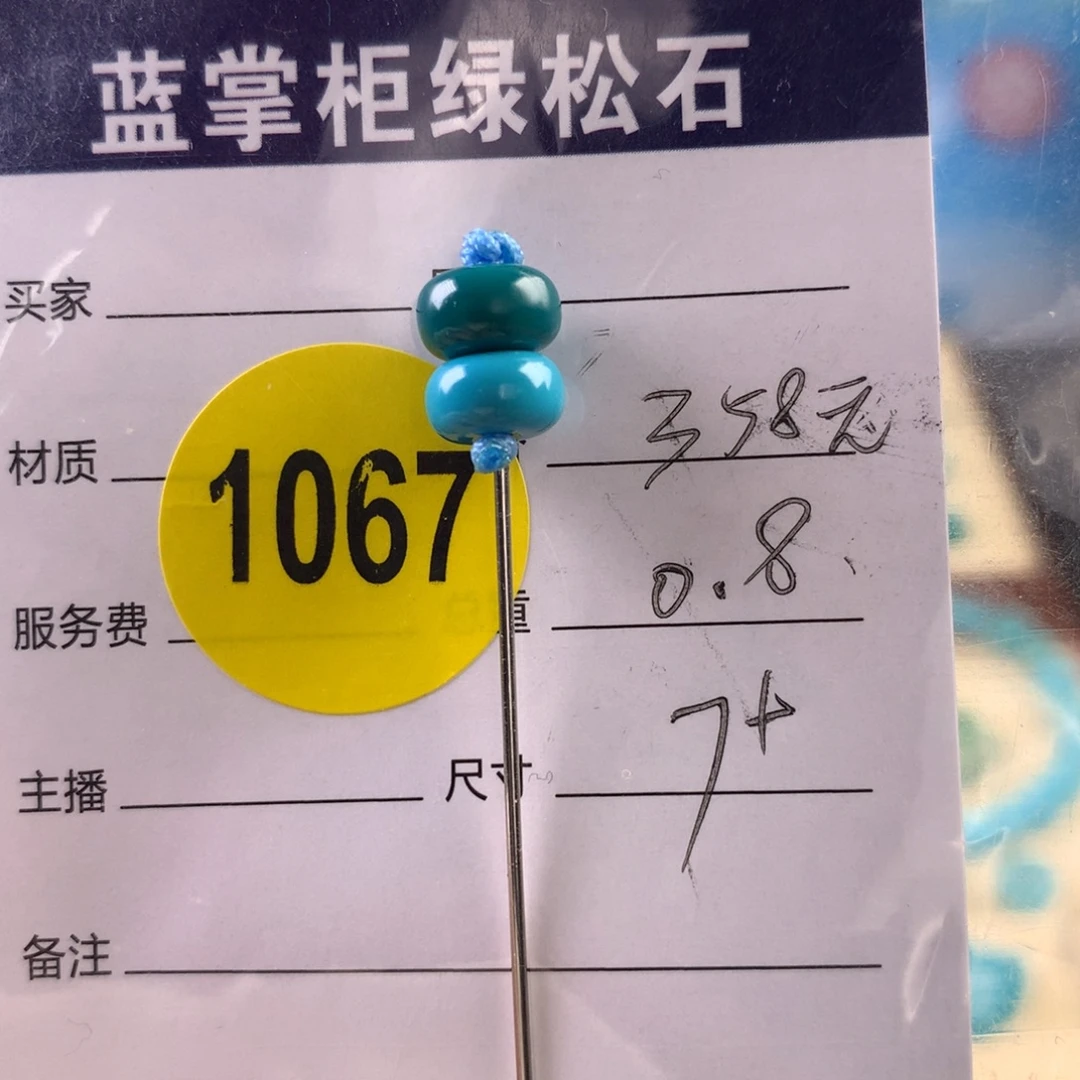 蓝掌柜绿松石
买家
材质 358元
1067
服务费 重 0.8
主播 尺寸 7+
备注